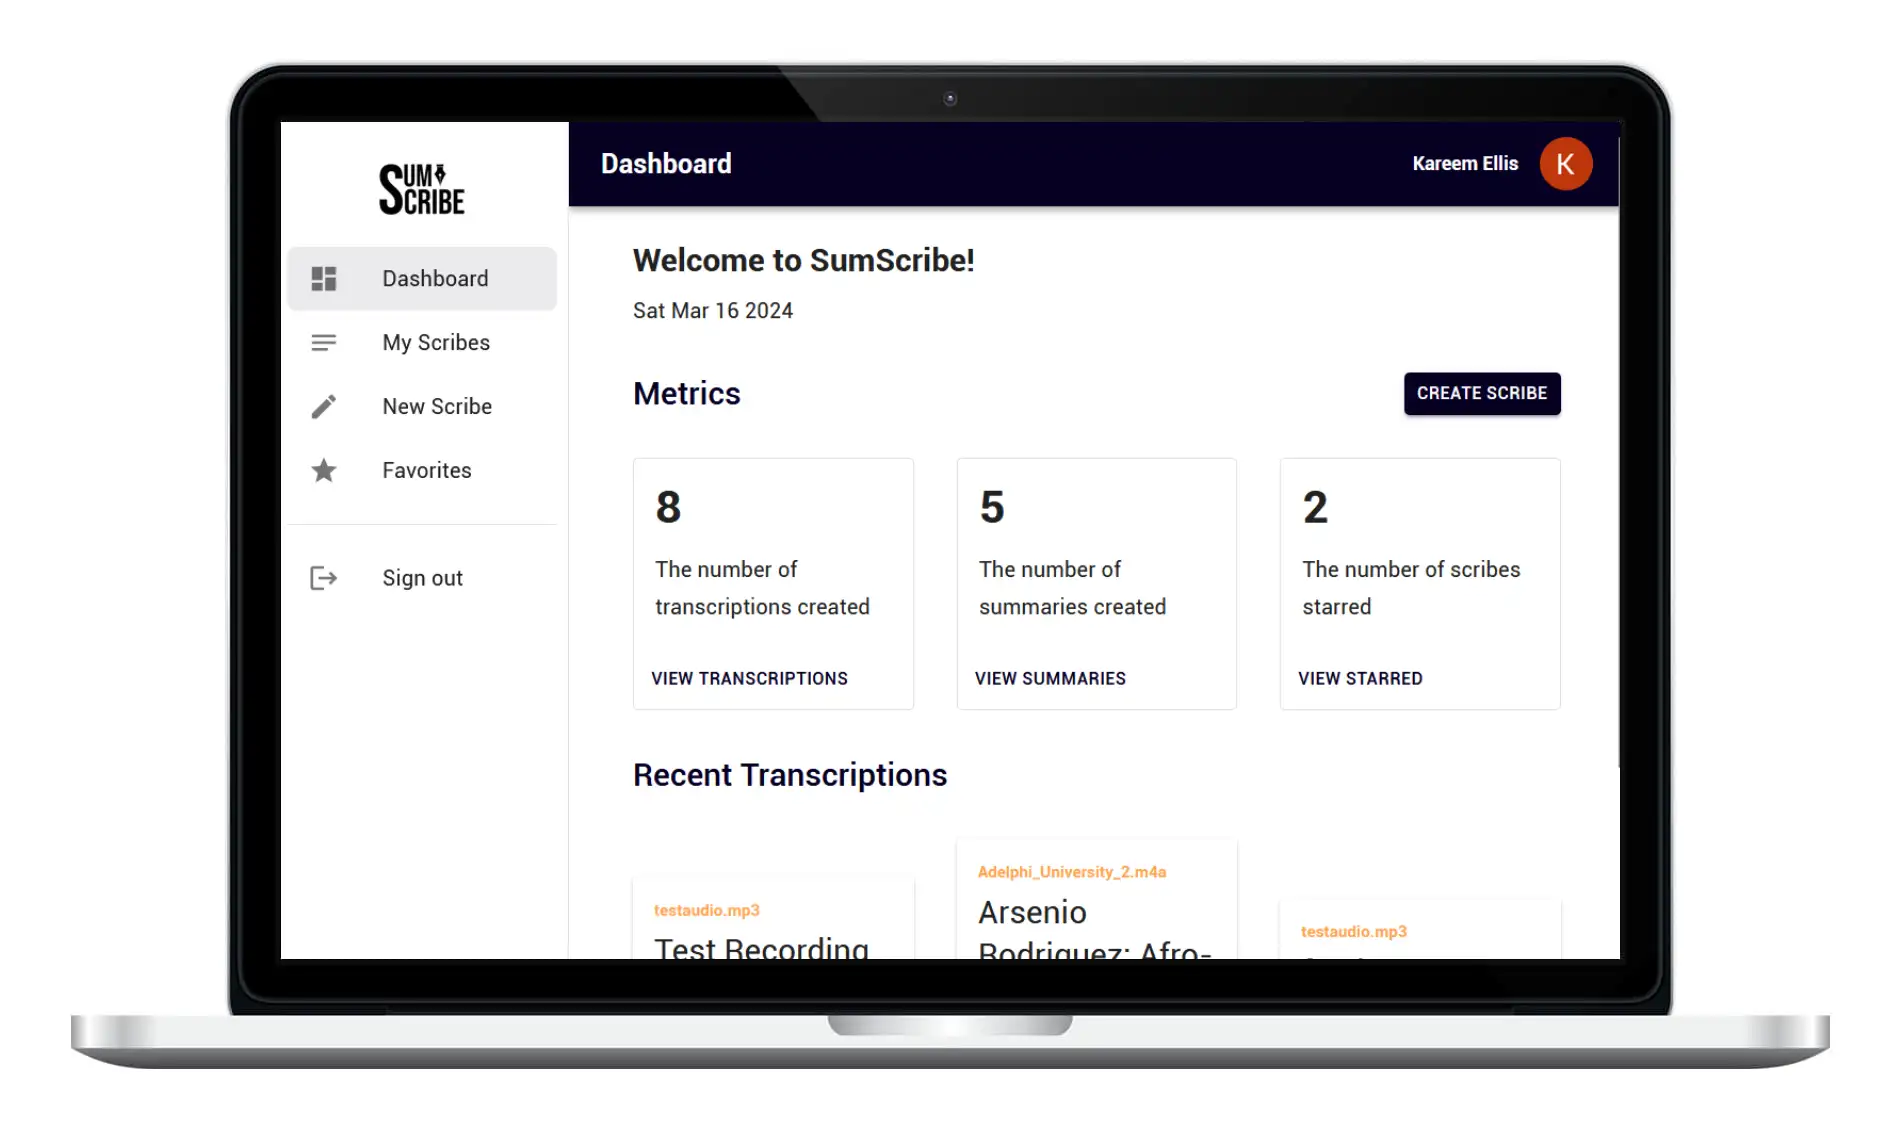 SUM
SCRIBE
Dashboard
My Scribes
New Scribe
Favorites
Sign out
Dashboard
Kareem Ellis
K
Welcome to SumScribe!
Sat Mar 16 2024
Metrics
CREATE SCRIBE
8
The number of
transcriptions created
VIEW TRANSCRIPTIONS
5
The number of
summaries created
VIEW SUMMARIES
2
The number of scribes
starred
VIEW STARRED
Recent Transcriptions
testaudio.mp3
Test Recording
Adelphi_University_2.m4a
Arsenio
Rodriguez: Afro-
testaudio.mp3